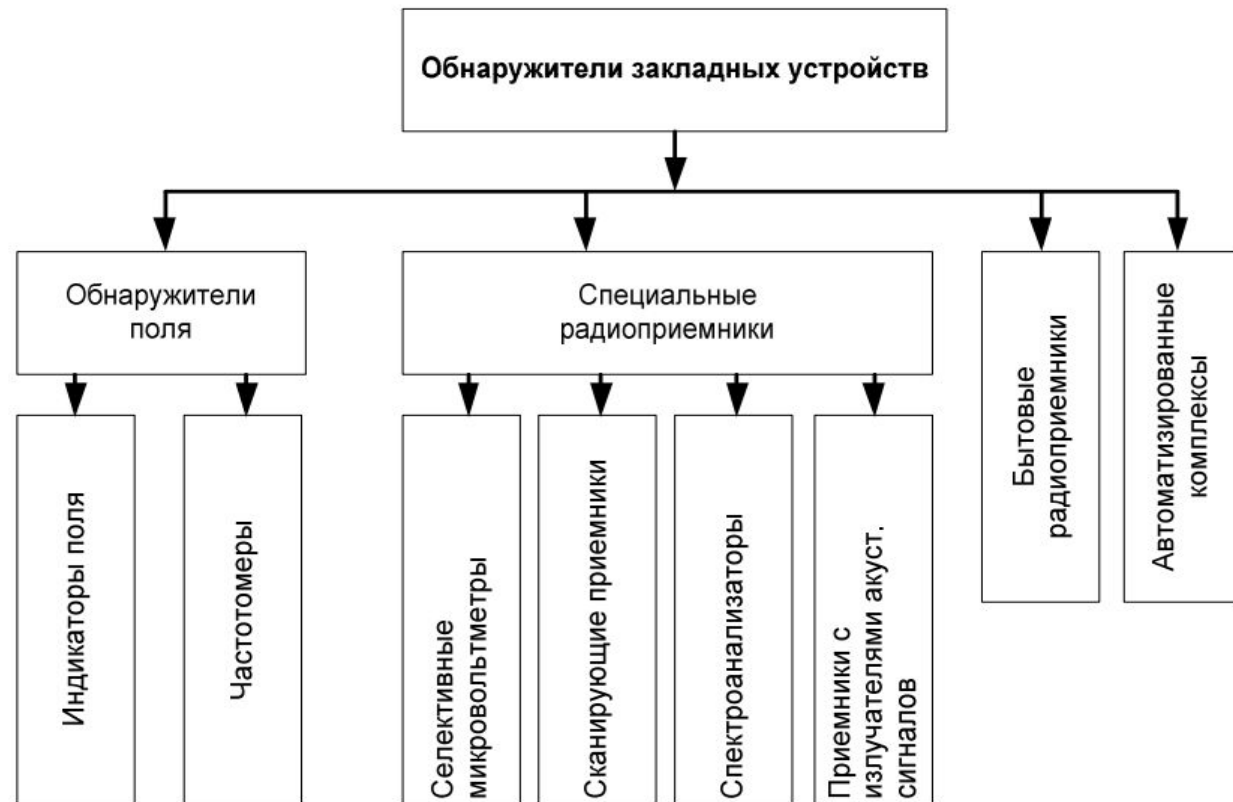 Обнаружители закладных устройств
Обнаружители
поля
Специальные
радиоприемники
Бытовые
радиоприемники
Автоматизированные
комплексы
Индикаторы поля
Частотомеры
Селективные
микровольтметры
Сканирующие приемники
Спектроанализаторы
Приемники с
излучателями акуст.
сигналов